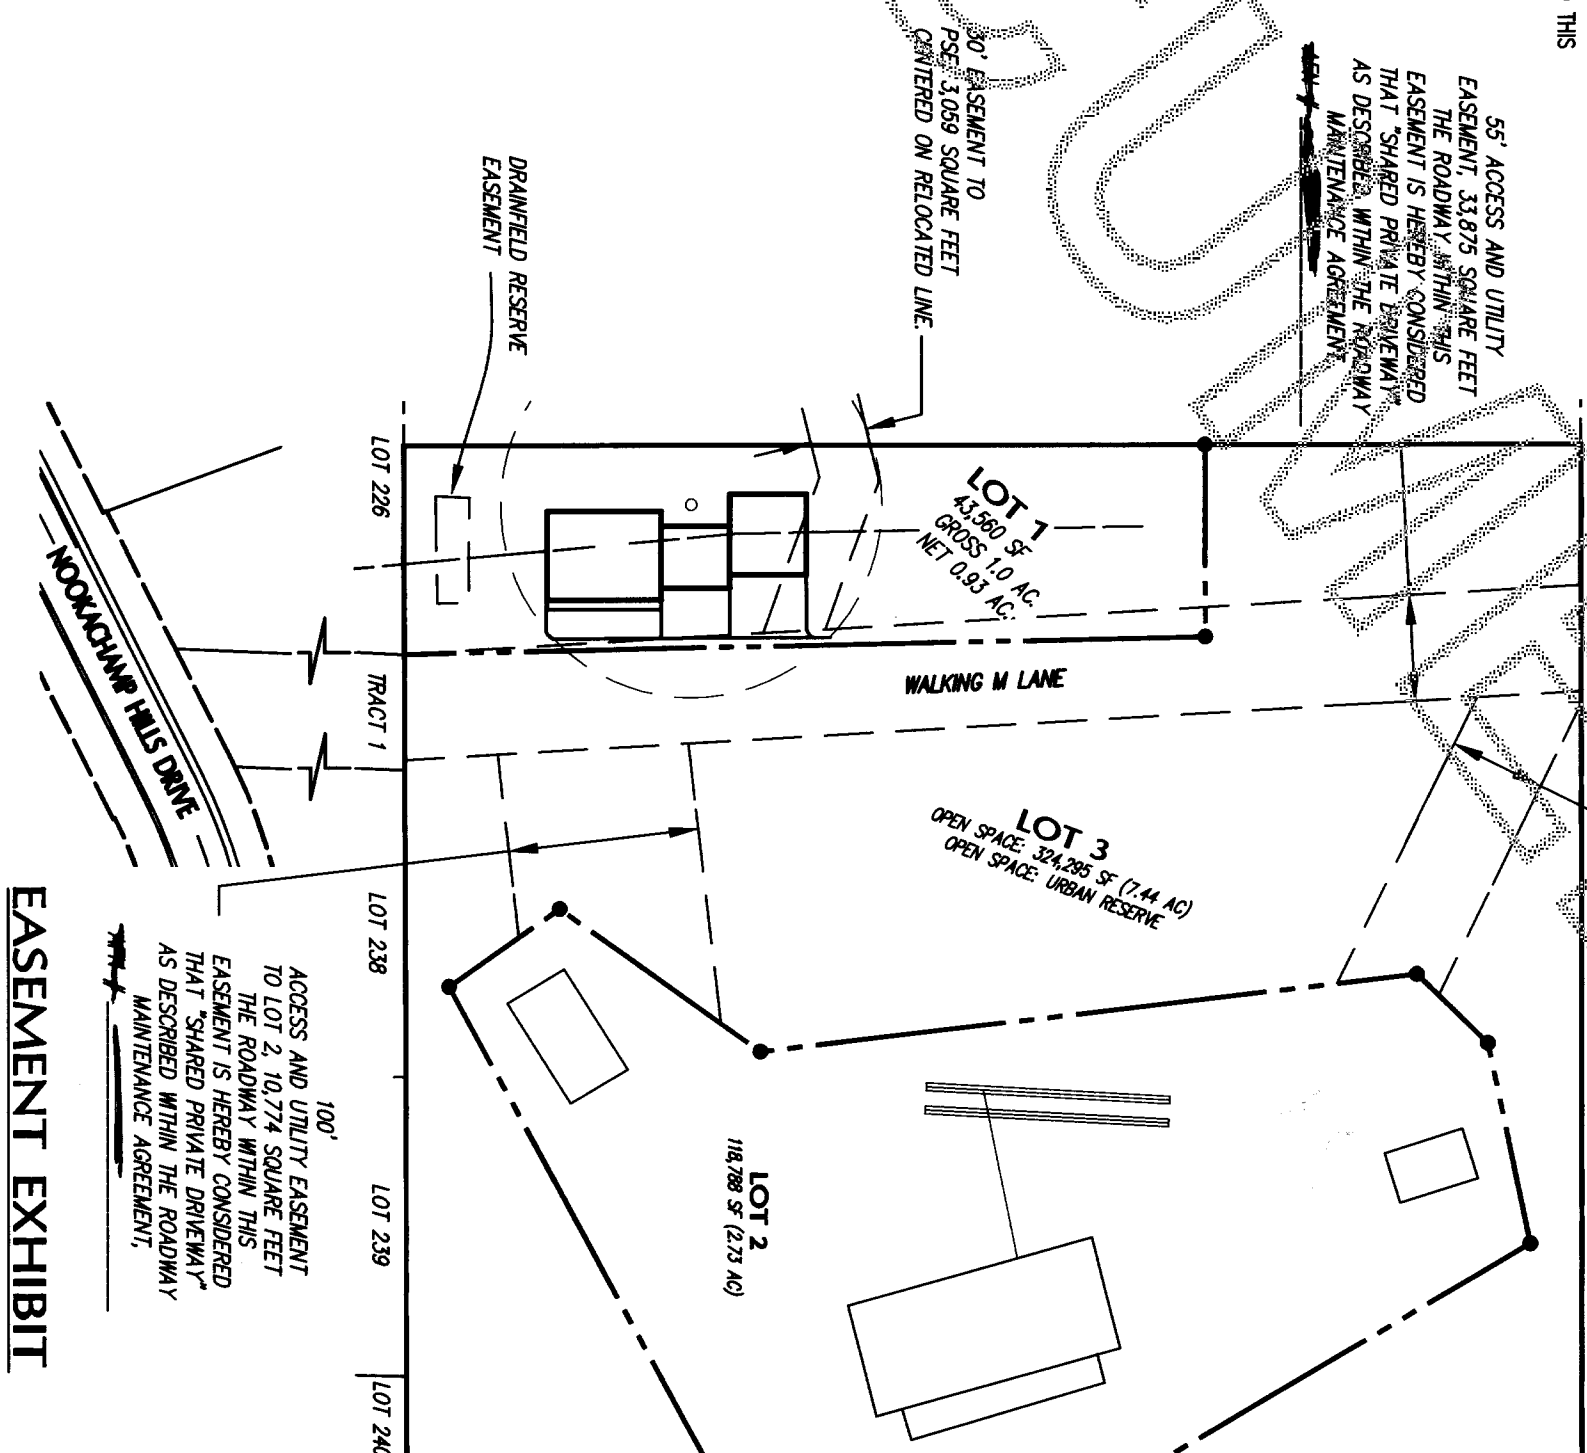 THIS
55' ACCESS AND UTILITY
EASEMENT, 33,875 SQUARE FEET
THE ROADWAY WITHIN THIS
EASEMENT IS HEREBY CONSIDERED
THAT "SHARED PRIVATE DRIVEWAY"
AS DESCRIBED WITHIN THE ROADWAY
MAINTENANCE AGREEMENT,
30' EASEMENT TO
PSE, 3,059 SQUARE FEET
CENTERED ON RELOCATED LINE.
DRAINFIELD RESERVE
EASEMENT
LOT 1
43,560 SF
GROSS 1.0 AC.
NET 0.93 AC.
WALKING M LANE
LOT 3
OPEN SPACE: 324,295 SF (7.44 AC)
OPEN SPACE: URBAN RESERVE
LOT 2
118,788 SF (2.73 AC)
LOT 226
TRACT 1
LOT 238
LOT 239
LOT 240
NOOKACHAMP HILLS DRIVE
100'
ACCESS AND UTILITY EASEMENT
TO LOT 2, 10,774 SQUARE FEET
THE ROADWAY WITHIN THIS
EASEMENT IS HEREBY CONSIDERED
THAT "SHARED PRIVATE DRIVEWAY"
AS DESCRIBED WITHIN THE ROADWAY
MAINTENANCE AGREEMENT,
EASEMENT EXHIBIT